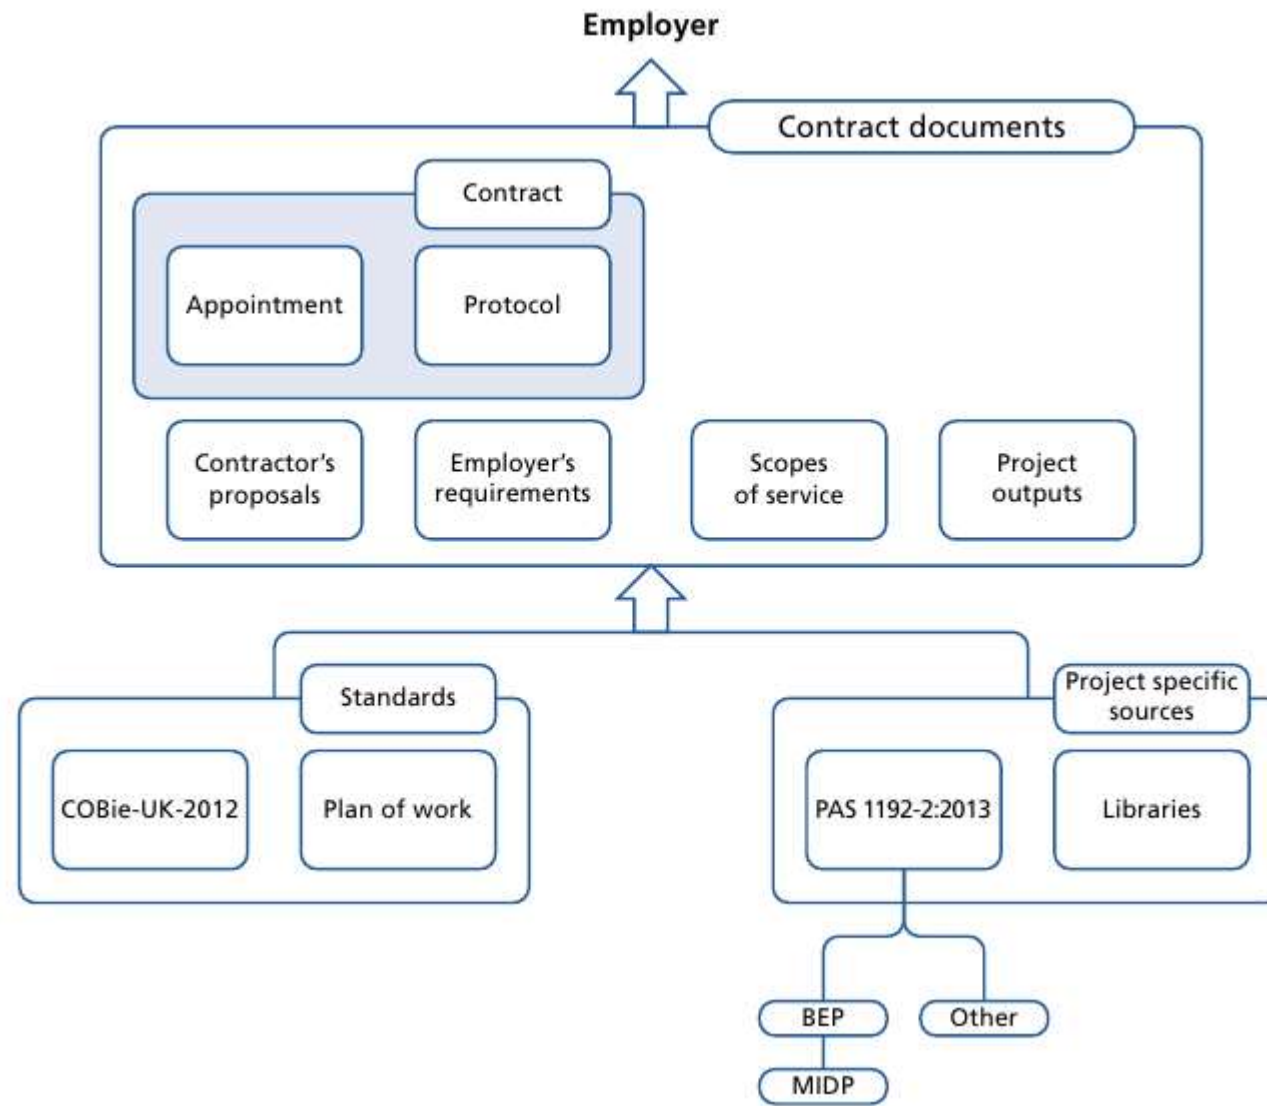 Employer
Contract documents
Contract
Appointment
Protocol
Contractor's
proposals
Employer's
requirements
Scopes
of service
Project
outputs
Standards
COBie-UK-2012
Plan of work
Project specific
sources
PAS 1192-2:2013
Libraries
BEP
Other
MIDP